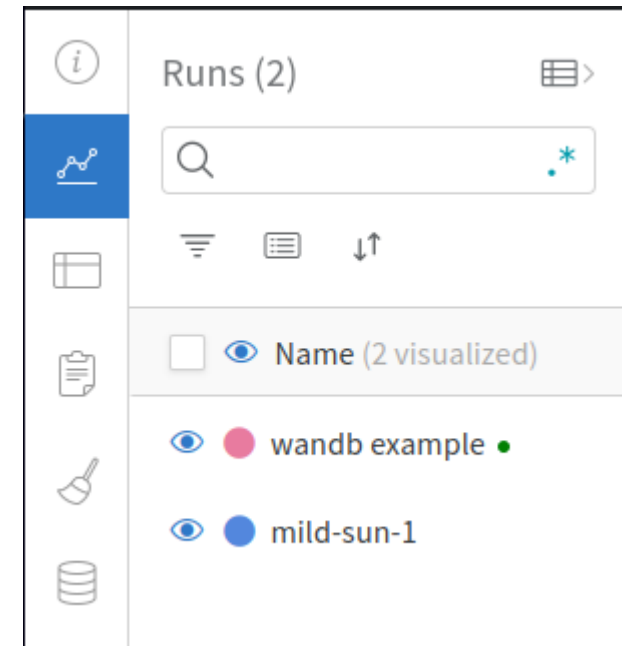 Runs (2)
.*
Name (2 visualized)
wandb example
mild-sun-1